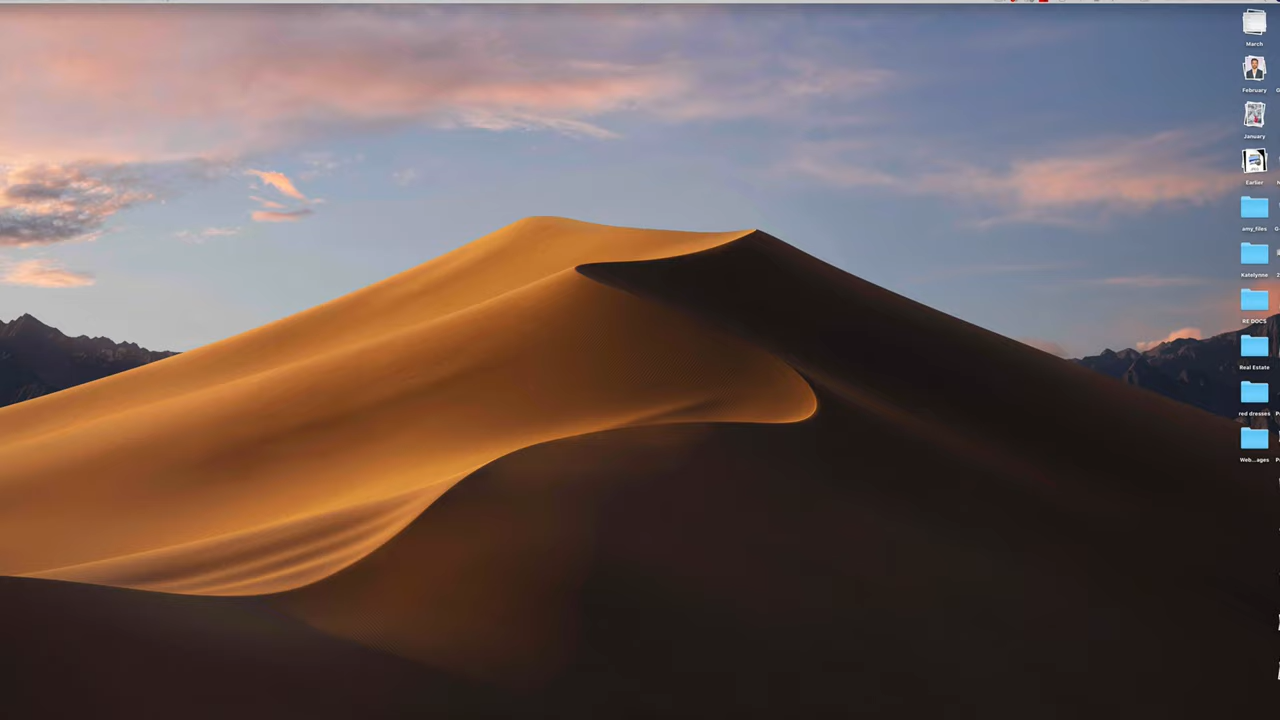 March
February
January
Earlier
amy_files
Katelynne
RE DOCS
Real Estate
red dresses
Web...ages